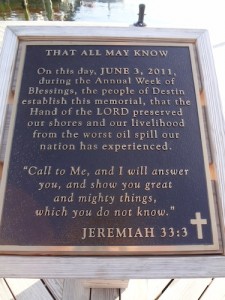 THAT ALL MAY KNOW
On this day, JUNE 3, 2011,
during the Annual Week of
Blessings, the people of Destin
establish this memorial, that the
Hand of the LORD preserved
our shores and our livelihood
from the worst oil spill our
nation has experienced.
"Call to Me, and I will answer
you, and show you great
and mighty things,
which you do not know."
JEREMIAH 33:3